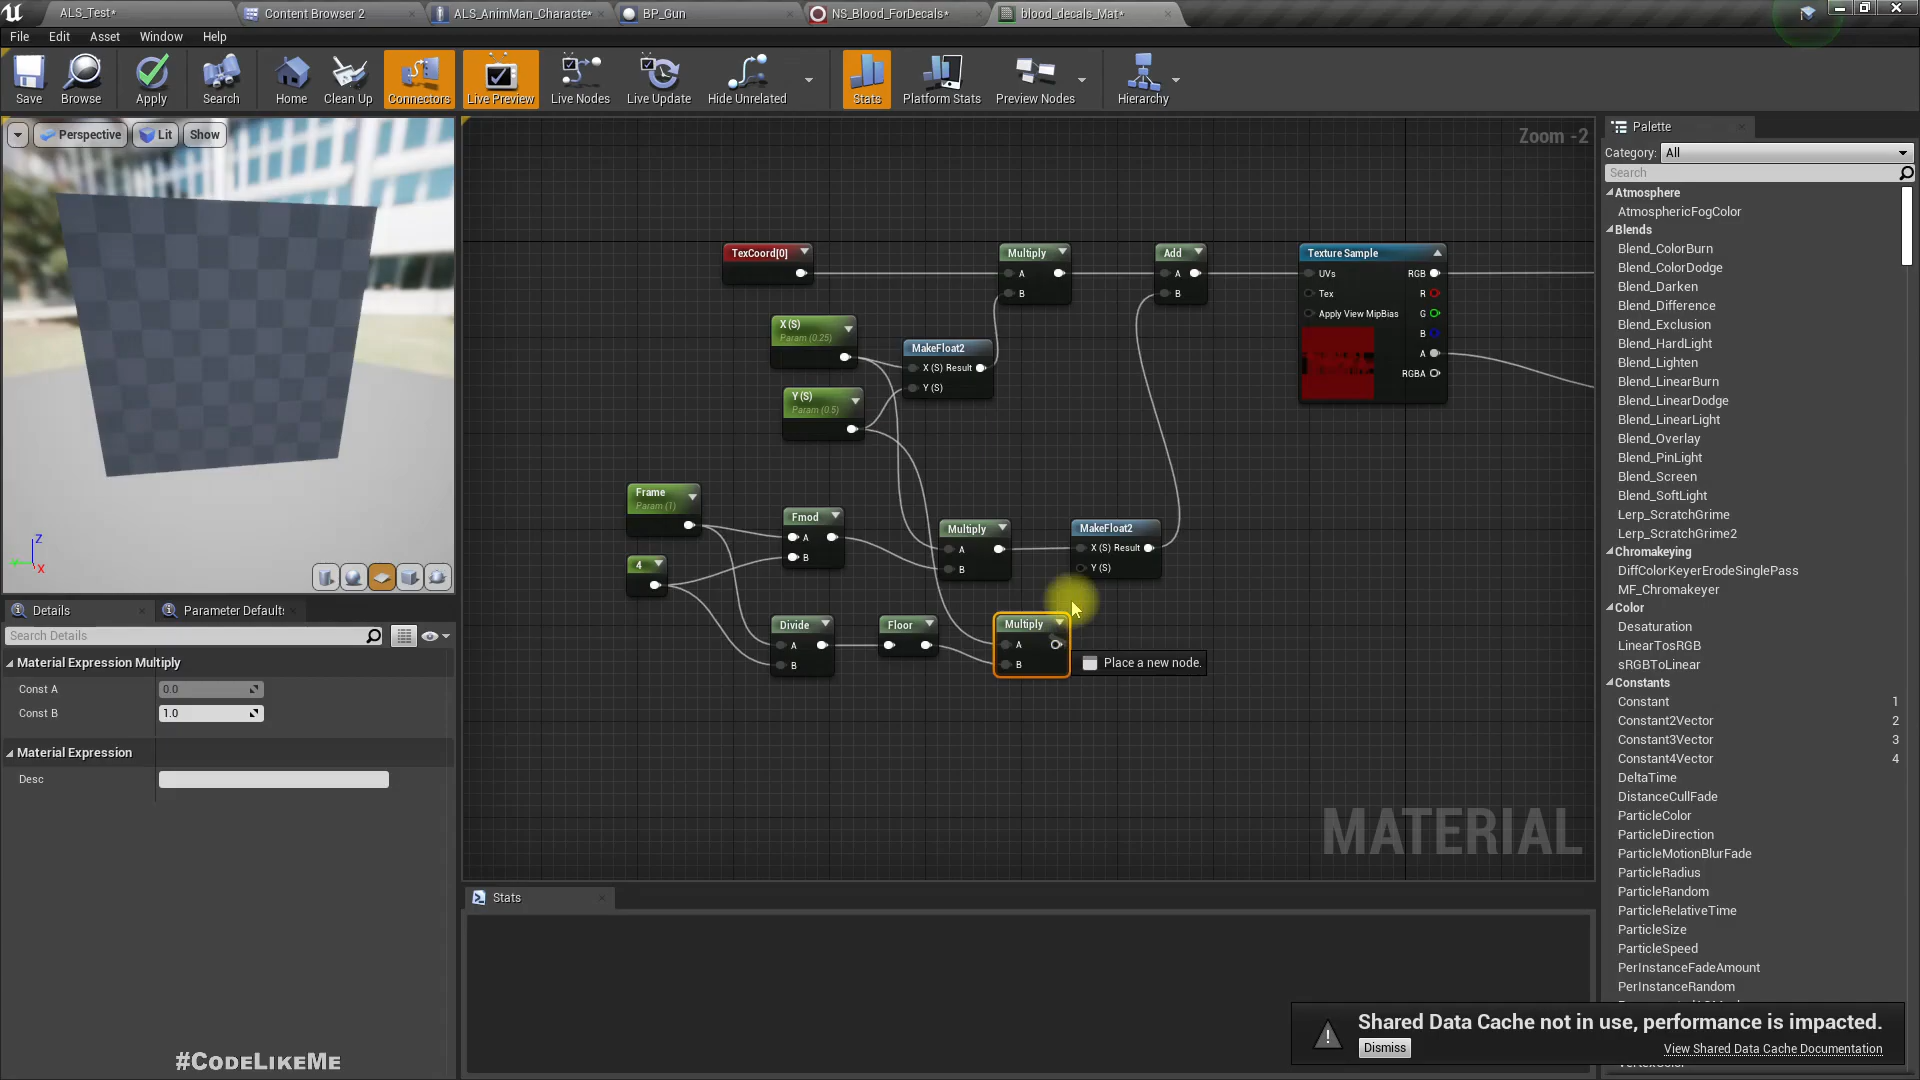 ALS_Test*
Content Browser 2
ALS_AnimMan_Characte*
BP_Gun
NS_Blood_ForDecals*
blood_decals_Mat*
File Edit Asset Window Help
Save
Browse
Apply
Search
Home
Clean Up
Connectors
Live Preview
Live Nodes
Live Update
Hide Unrelated
Stats
Platform Stats
Preview Nodes
Hierarchy
Perspective
Lit
Show
Z
X
Zoom -2
TexCoord[0]
Multiply
A
B
Add
A
B
Texture Sample
UVs RGB
Tex R
Apply View MipBias G
B
A
RGBA
X (S)
Param (0.25)
MakeFloat2
X (S) Result
Y (S)
Y (S)
Param (0.5)
Frame
Param (1)
Fmod
A
B
Multiply
A
B
MakeFloat2
X (S) Result
Y (S)
4
Divide
A
B
Floor
Multiply
A
B
Place a new node.
MATERIAL
Details
Parameter Defaults
Search Details
Material Expression Multiply
Const A 0.0
Const B 1.0
Material Expression
Desc
#CodeLikeMe
Stats
Palette
Category: All
Search
Atmosphere
AtmosphericFogColor
Blends
Blend_ColorBurn
Blend_ColorDodge
Blend_Darken
Blend_Difference
Blend_Exclusion
Blend_HardLight
Blend_Lighten
Blend_LinearBurn
Blend_LinearDodge
Blend_LinearLight
Blend_Overlay
Blend_PinLight
Blend_Screen
Blend_SoftLight
Lerp_ScratchGrime
Lerp_ScratchGrime2
Chromakeying
DiffColorKeyerErodeSinglePass
MF_Chromakeyer
Color
Desaturation
LinearTosRGB
sRGBToLinear
Constants
Constant 1
Constant2Vector 2
Constant3Vector 3
Constant4Vector 4
DeltaTime
DistanceCullFade
ParticleColor
ParticleDirection
ParticleMotionBlurFade
ParticleRadius
ParticleRandom
ParticleRelativeTime
ParticleSize
ParticleSpeed
PerInstanceFadeAmount
PerInstanceRandom
Shared Data Cache not in use, performance is impacted.
Dismiss
View Shared Data Cache Documentation